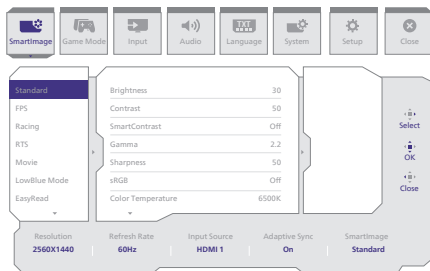 SmartImage
Game Mode
Input
Audio
TXT
Language
System
Setup
Close
Standard
FPS
Racing
RTS
Movie
LowBlue Mode
EasyRead
Brightness 30
Contrast 50
SmartContrast Off
Gamma 2.2
Sharpness 50
sRGB Off
Color Temperature 6500K
Select
OK
Close
Resolution Refresh Rate Input Source Adaptive Sync SmartImage
2560X1440 60Hz HDMI 1 On Standard